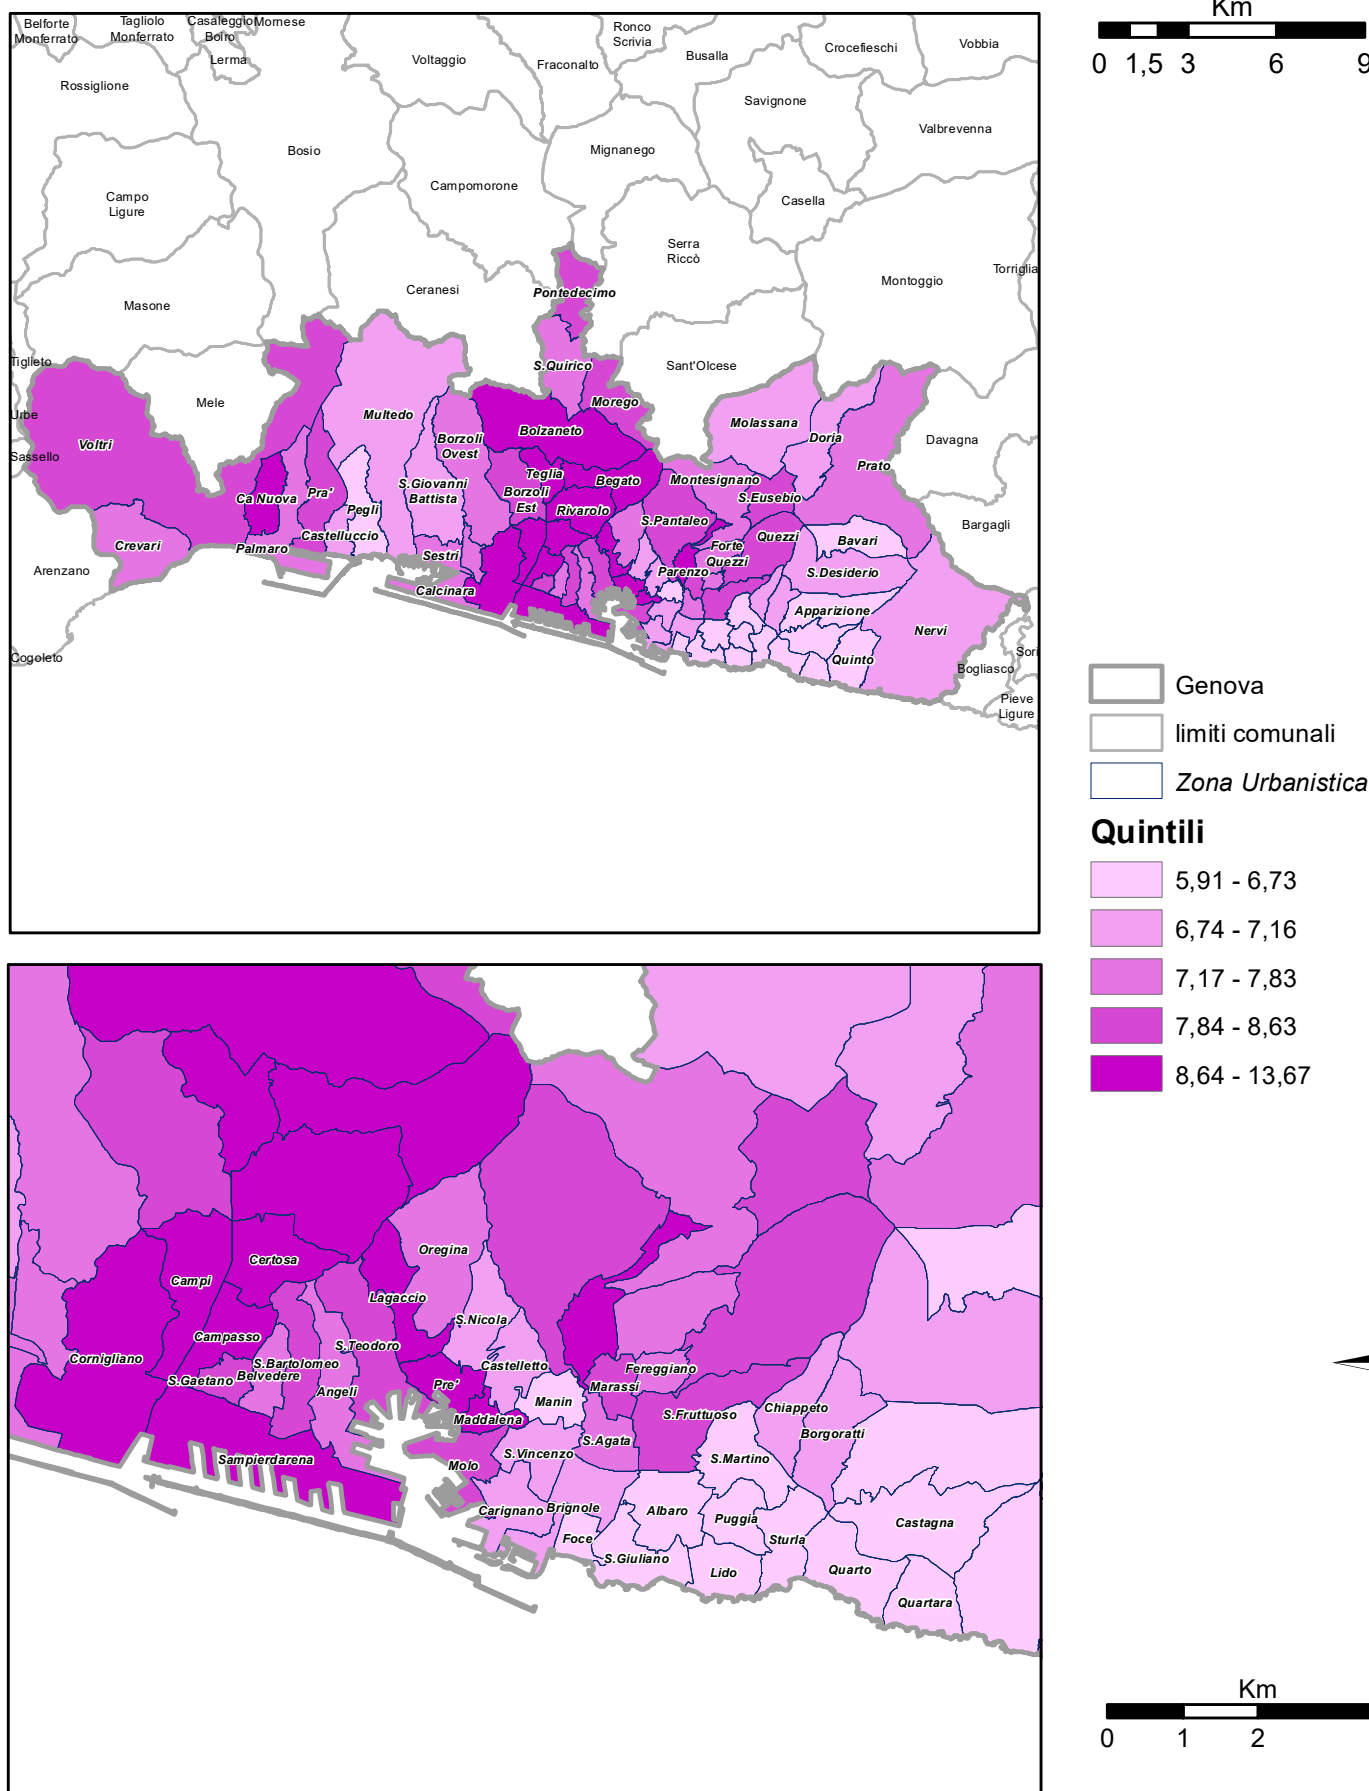 Belforte
Monferrato
Tagliolo
Monferrato
Casaleggio
Boiro
Mornese
Lerma
Rossiglione
Voltaggio
Fraconalto
Ronco
Scrivia
Busalla
Crocefieschi
Vobbia
Savignone
Valbrevenna
Bosio
Mignanego
Campo
Ligure
Campomorone
Casella
Serra
Riccò
Montoggio
Torriglia
Masone
Ceranesi
Pontedecimo
Tiglieto
Mele
S.Quirico
Sant'Olcese
Morego
Urbe
Multedo
Molassana
Voltri
Bolzaneto
Borzoli
Ovest
Doria
Davagna
Sassello
Prato
Teglia
Begato
Montesignano
S.Giovanni
Battista
Ca Nuova
Pra'
Borzoli
Est
S.Eusebio
Pegli
Rivarolo
S.Pantaleo
Bargagli
Crevari
Castelluccio
Quezzi
Bavari
Palmaro
Sestri
Forte
Quezzi
Arenzano
Parenzo
S.Desiderio
Calcinara
Apparizione
Nervi
Cogoleto
Quinto
Sori
Bogliasco
Pieve
Ligure
Km
0 1,5 3 6 9
Genova
limiti comunali
Zona Urbanistica
Quintili
5,91 - 6,73
6,74 - 7,16
7,17 - 7,83
7,84 - 8,63
8,64 - 13,67
Oregina
Certosa
Campi
Lagaccio
S.Nicola
Campasso
S.Teodoro
Cornigliano
S.Bartolomeo
Castelletto
Fereggiano
S.Gaetano
Belvedere
Angeli
Pre'
Marassi
Manin
Chiappeto
S.Fruttuoso
Maddalena
Borgoratti
S.Agata
S.Vincenzo
Sampierdarena
Molo
S.Martino
Carignano
Brignole
Albaro
Puggia
Castagna
Foce
Sturla
S.Giuliano
Lido
Quarto
Quartara
Km
0 1 2